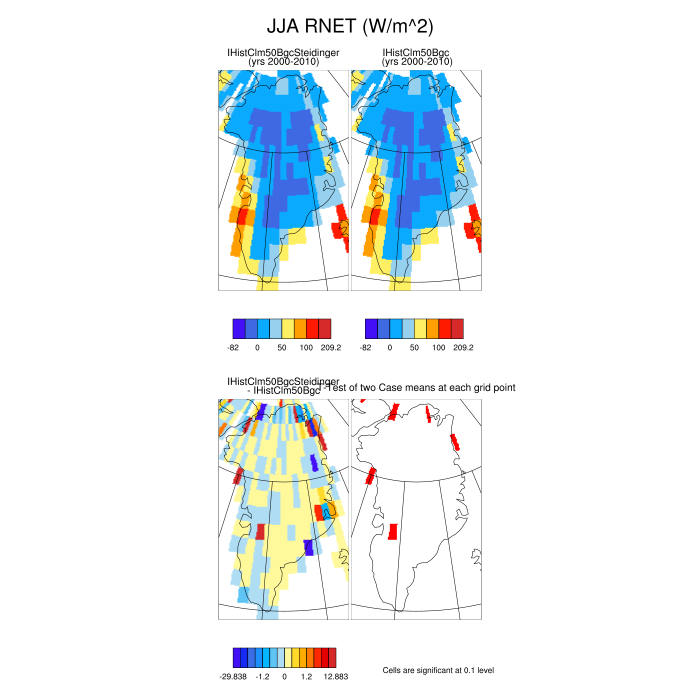 JJA RNET (W/m^2)
IHistClm50BgcSteidinger
(yrs 2000-2010)
IHistClm50Bgc
(yrs 2000-2010)
-82 0 50 100 209.2
-82 0 50 100 209.2
IHistClm50BgcSteidinger
- IHistClm50Bgc
T-Test of two Case means at each grid point
-29.838 -1.2 0 1.2 12.883
Cells are significant at 0.1 level